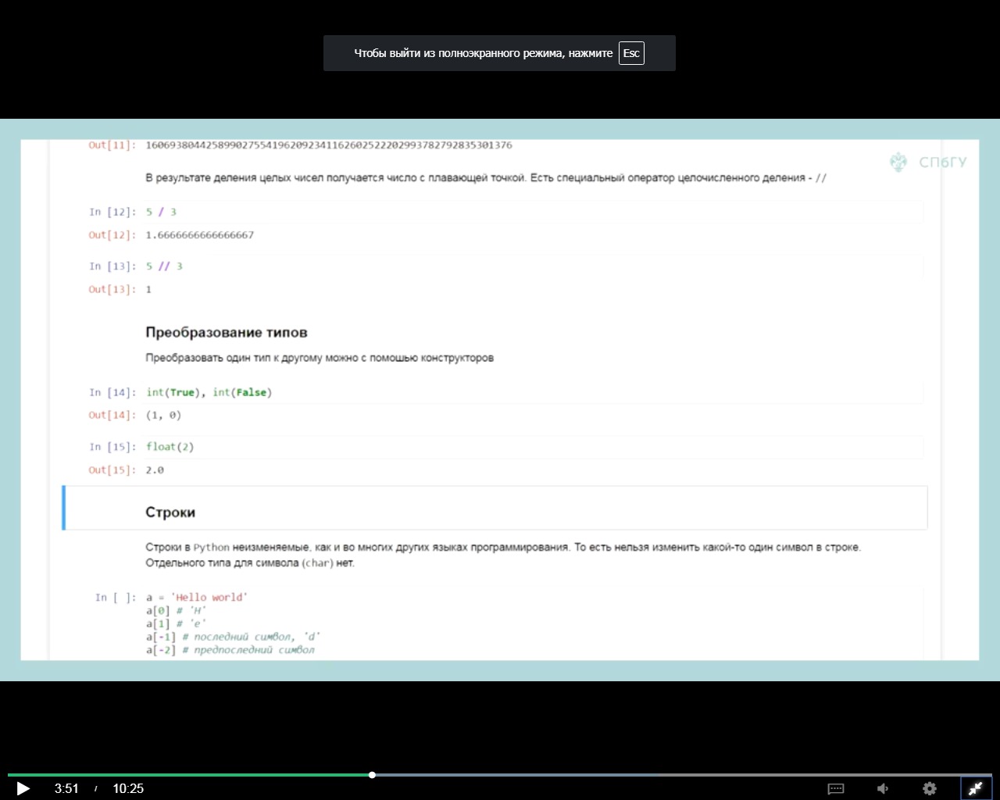 Чтобы выйти из полноэкранного режима, нажмите Esc
Out[11]: 1606938044258990275541962092341162602522202993782792835301376
СПбГУ
В результате деления целых чисел получается число с плавающей точкой. Есть специальный оператор целочисленного деления - //
In [12]: 5 / 3
Out[12]: 1.6666666666666667
In [13]: 5 // 3
Out[13]: 1
Преобразование типов
Преобразовать один тип к другому можно с помошью конструкторов
In [14]: int(True), int(False)
Out[14]: (1, 0)
In [15]: float(2)
Out[15]: 2.0
Строки
Строки в Python неизменяемые, как и во многих других языках программирования. То есть нельзя изменить какой-то один символ в строке.
Отдельного типа для символа (char) нет.
In [ ]: a = 'Hello world'
a[0] # 'H'
a[1] # 'e'
a[-1] # последний символ, 'd'
a[-2] # предпоследний символ
3:51 / 10:25